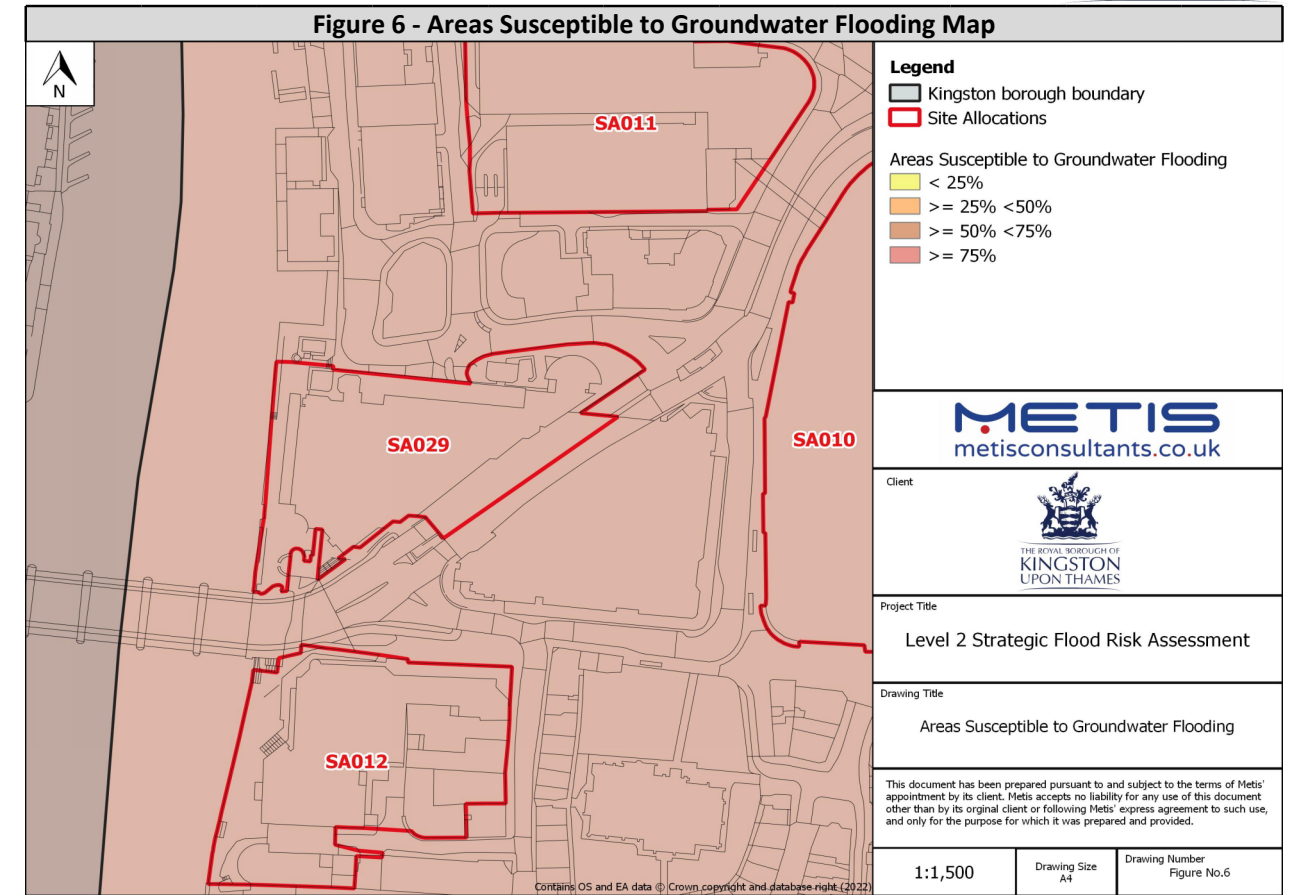 Figure 6 - Areas Susceptible to Groundwater Flooding Map
N
SA011
SA029
SA010
SA012
Contains OS and EA data © Crown copyright and database right (2022)
Legend
Kingston borough boundary
Site Allocations
Areas Susceptible to Groundwater Flooding
< 25%
>= 25% <50%
>= 50% <75%
>= 75%
METIS
metisconsultants.co.uk
Client
THE ROYAL BOROUGH OF
KINGSTON
UPON THAMES
Project Title
Level 2 Strategic Flood Risk Assessment
Drawing Title
Areas Susceptible to Groundwater Flooding
This document has been prepared pursuant to and subject to the terms of Metis'
appointment by its client. Metis accepts no liability for any use of this document
other than by its orginal client or following Metis' express agreement to such use,
and only for the purpose for which it was prepared and provided.
1:1,500
Drawing Size
A4
Drawing Number
Figure No.6